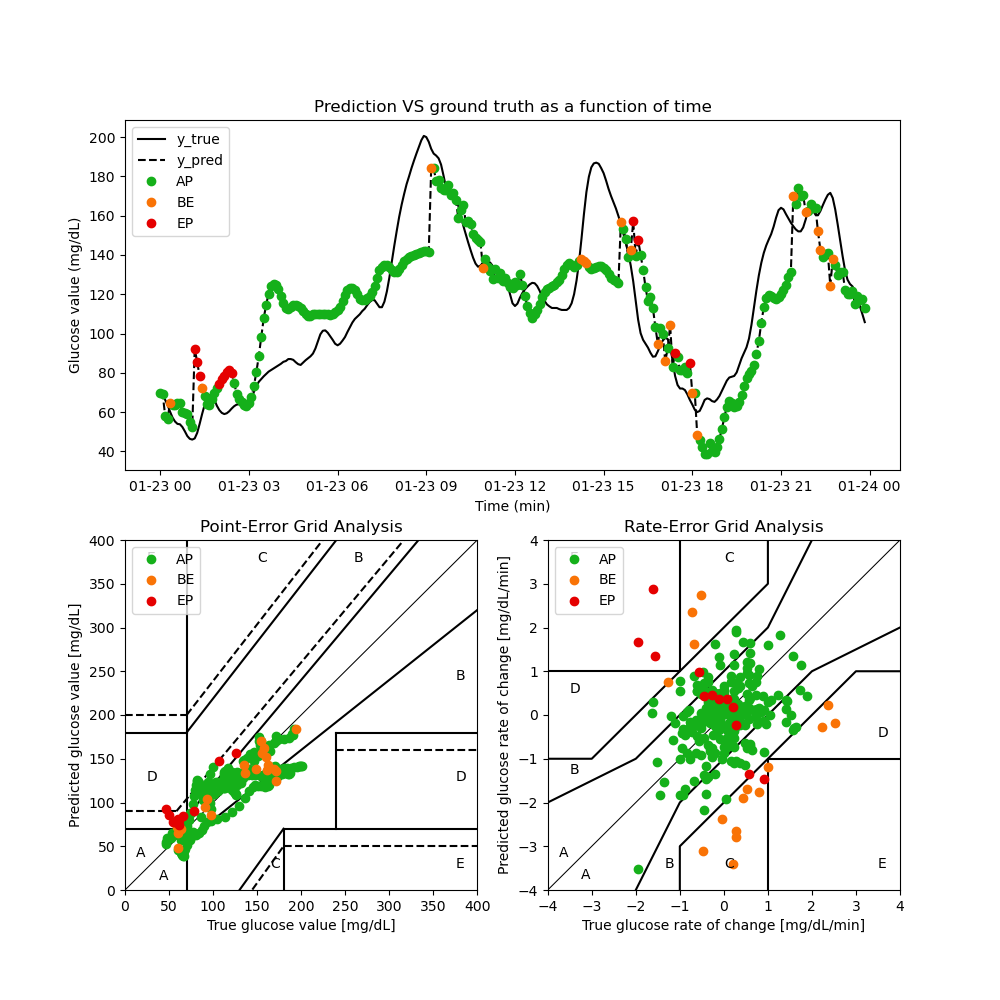 Prediction VS ground truth as a function of time
Glucose value (mg/dL)
200
180
160
140
120
100
80
60
40
y_true
y_pred
AP
BE
EP
01-23 00 01-23 03 01-23 06 01-23 09 01-23 12 01-23 15 01-23 18 01-23 21 01-24 00
Time (min)
Point-Error Grid Analysis
Predicted glucose value [mg/dL]
400
350
300
250
200
150
100
50
0
AP
BE
EP
C
B
B
D
D
A
A
C
E
0 50 100 150 200 250 300 350 400
True glucose value [mg/dL]
Rate-Error Grid Analysis
Predicted glucose rate of change [mg/dL/min]
4
3
2
1
0
−1
−2
−3
−4
AP
BE
EP
C
D
D
B
A
A
B
C
E
−4 −3 −2 −1 0 1 2 3 4
True glucose rate of change [mg/dL/min]